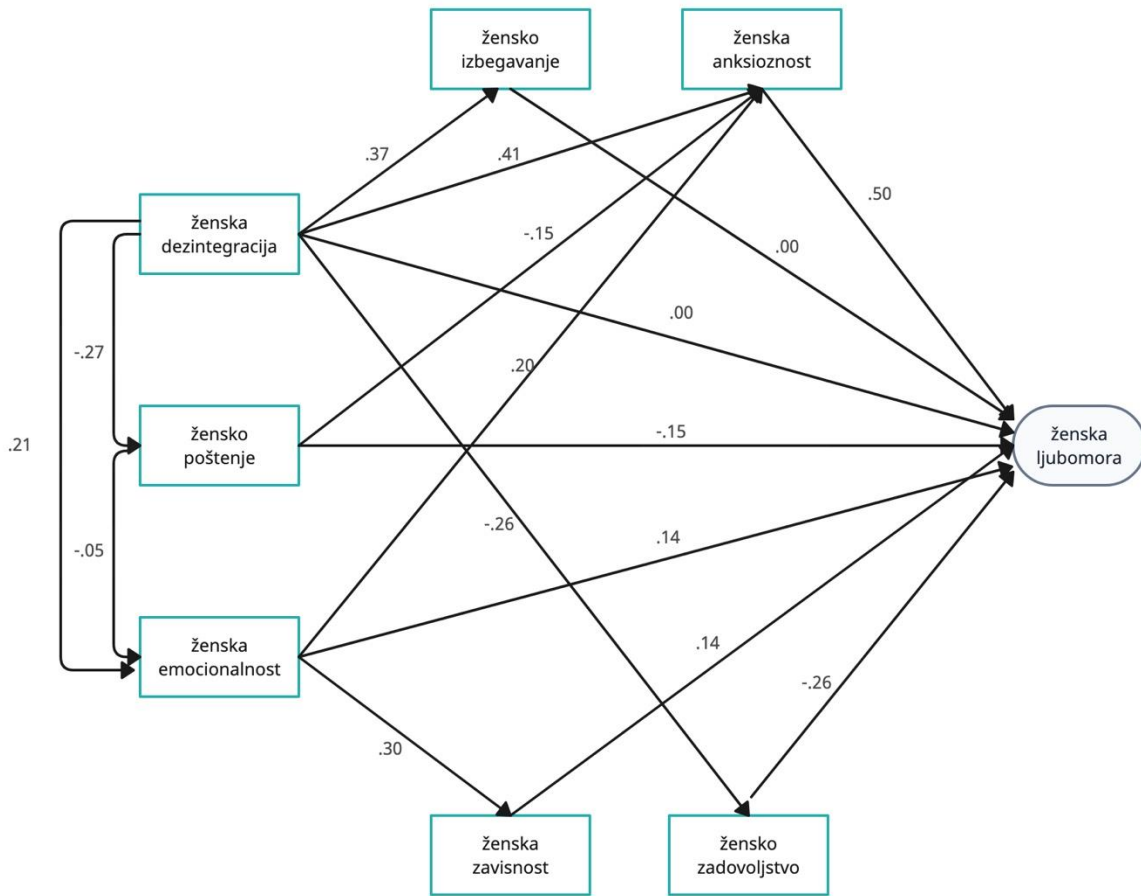 žensko
izbegavanje
ženska
anksioznost
.37
.41
.50
ženska
dezintegracija
-.15
.00
.00
-.27
.20
.21
žensko
poštenje
-.15
ženska
ljubomora
-.26
-.05
.14
ženska
emocionalnost
.14
-.26
.30
ženska
zavisnost
žensko
zadovoljstvo